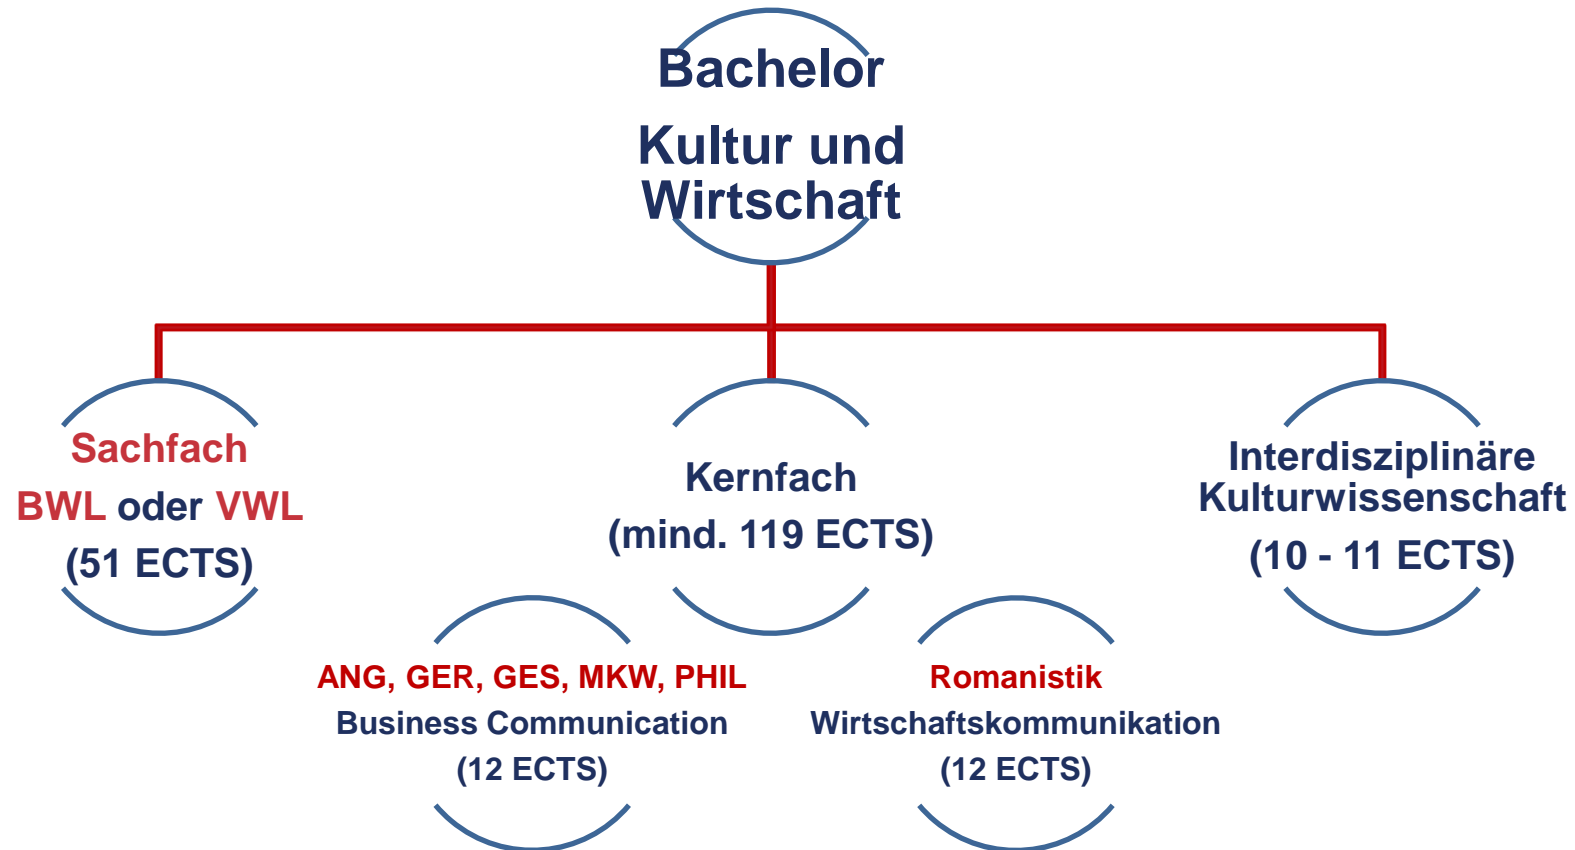 Bachelor
Kultur und
Wirtschaft
Sachfach
BWL oder VWL
(51 ECTS)
Kernfach
(mind. 119 ECTS)
Interdisziplinäre
Kulturwissenschaft
(10 - 11 ECTS)
ANG, GER, GES, MKW, PHIL
Business Communication
(12 ECTS)
Romanistik
Wirtschaftskommunikation
(12 ECTS)